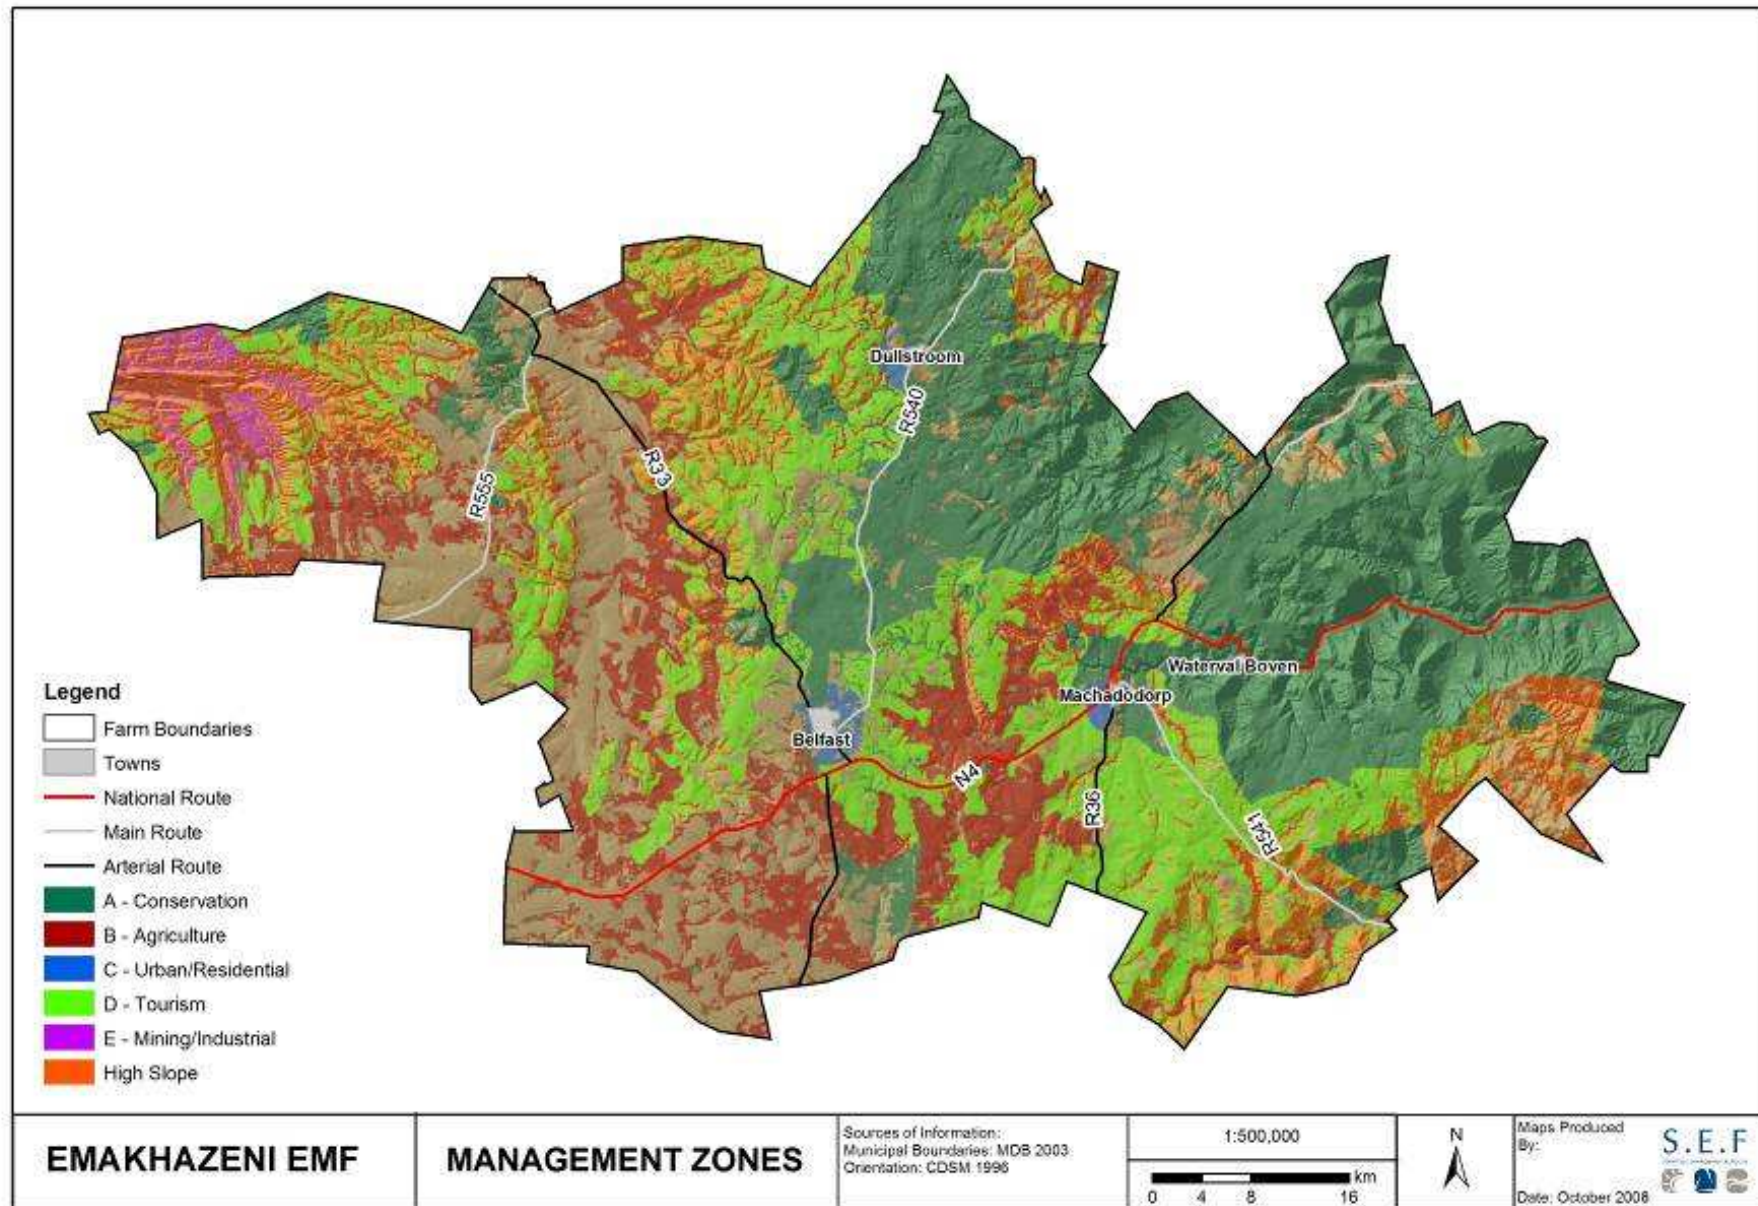 Dullstroom
R540
R33
R555
Waterval Boven
Machadodorp
Belfast
N4
R36
R541
Legend
Farm Boundaries
Towns
National Route
Main Route
Arterial Route
A - Conservation
B - Agriculture
C - Urban/Residential
D - Tourism
E - Mining/Industrial
High Slope
EMAKHAZENI EMF
MANAGEMENT ZONES
Sources of Information:
Municipal Boundaries: MDB 2003
Orientation: CDSM 1996
1:500,000
km
0 4 8 16
N
Maps Produced
By:
Date: October 2008
S.E.F